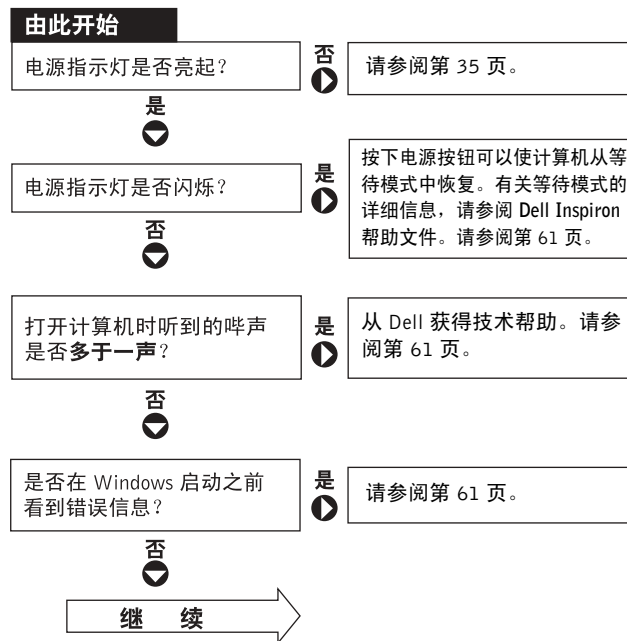 由此开始
电源指示灯是否亮起？
否
请参阅第 35 页。
是
电源指示灯是否闪烁？
是
按下电源按钮可以使计算机从等
待模式中恢复。有关等待模式的
详细信息，请参阅 Dell Inspiron
帮助文件。请参阅第 61 页。
否
打开计算机时听到的哔声
是否多于一声？
是
从 Dell 获得技术帮助。请参
阅第 61 页。
否
是否在 Windows 启动之前
看到错误信息？
是
请参阅第 61 页。
否
继 续